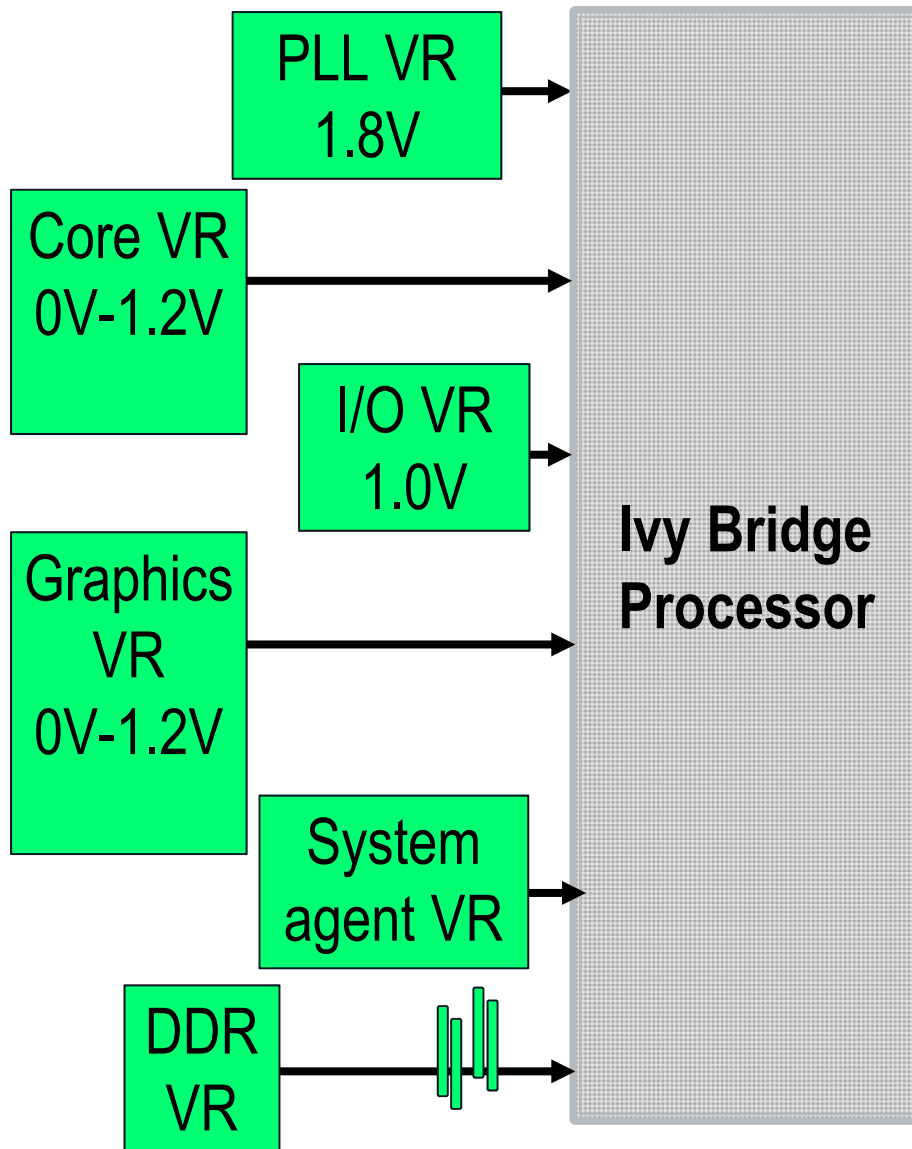 PLL VR
1.8V
Core VR
0V-1.2V
I/O VR
1.0V
Graphics
VR
0V-1.2V
System
agent VR
DDR
VR
Ivy Bridge
Processor